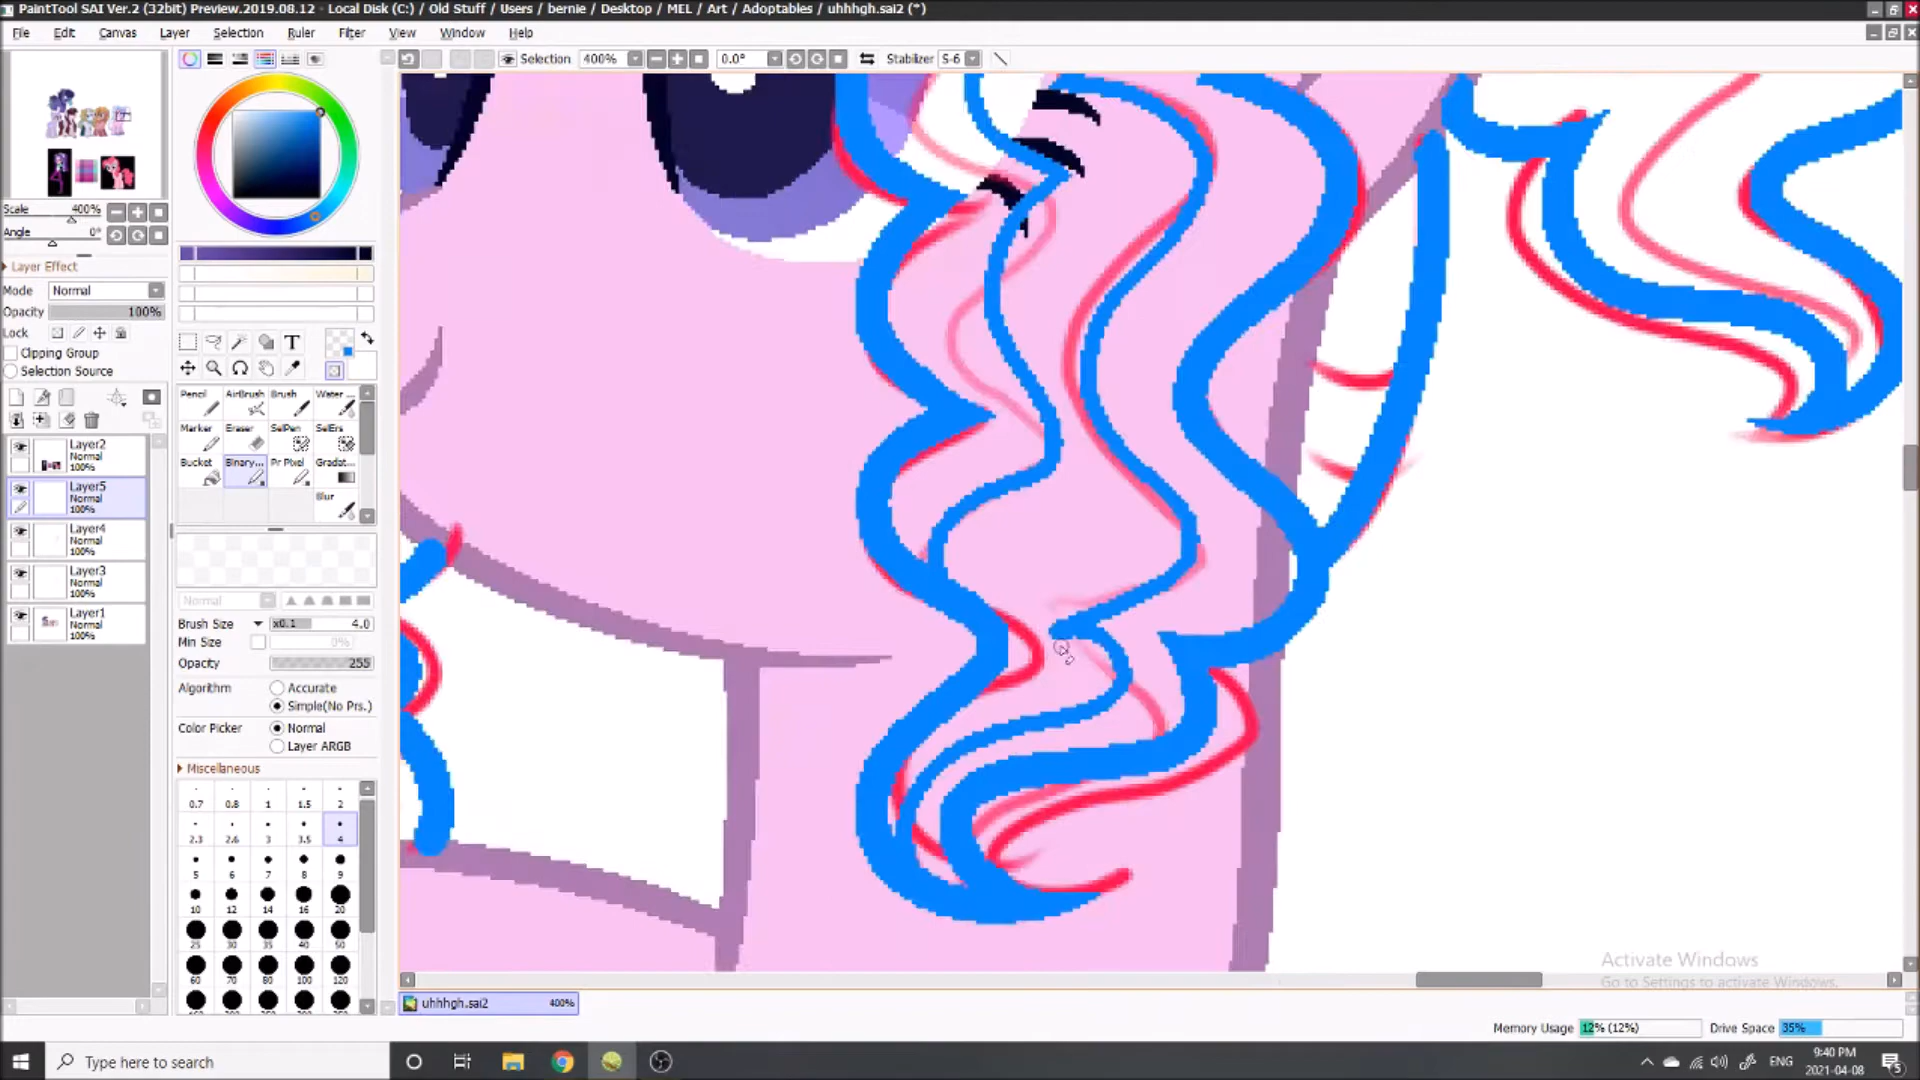 PaintTool SAI Ver.2 (32bit) Preview.2019.08.12 - Local Disk (C:) / Old Stuff / Users / bernie / Desktop / MEL / Art / Adoptables / uhhhgh.sai2 (*)
File Edit Canvas Layer Selection Ruler Filter View Window Help
Selection 400% 0.0° Stabilizer S-6
Scale 400%
Angle 0°
Layer Effect
Mode Normal
Opacity 100%
Lock
Clipping Group
Selection Source
Layer2
Normal
100%
Layer5
Normal
100%
Layer4
Normal
100%
Layer3
Normal
100%
Layer1
Normal
100%
T
Pencil AirBrush Brush Water ...
Marker Eraser SelPen SelErs
Bucket Binary... Pr Pixel Gradat...
Blur
Normal
Brush Size x0.1 4.0
Min Size 0%
Opacity 255
Algorithm Accurate
Simple(No Prs.)
Color Picker Normal
Layer ARGB
Miscellaneous
0.7 0.8 1 1.5 2
2.3 2.6 3 3.5 4
5 6 7 8 9
10 12 14 16 20
25 30 35 40 50
60 70 80 100 120
Activate Windows
Go to Settings to activate Windows.
uhhhgh.sai2 400%
Memory Usage 12% (12%) Drive Space 35%
Type here to search
ENG
9:40 PM
2021-04-08
5